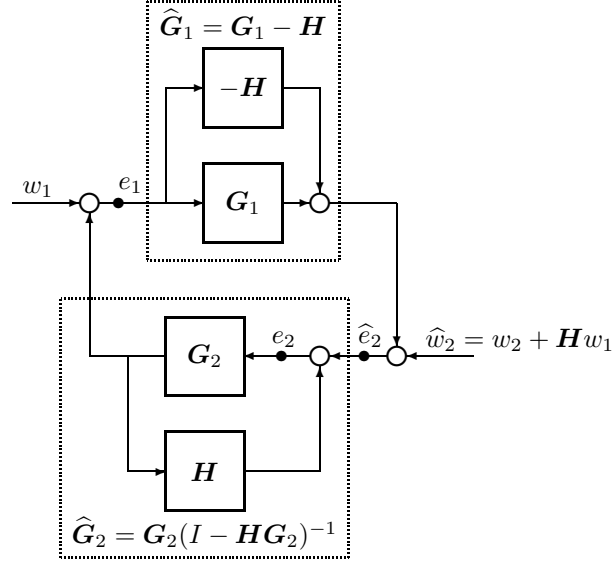 Ĝ₁ = G₁ − H
−H
w₁
e₁
G₁
G₂
e₂
ê₂
ŵ₂ = w₂ + Hw₁
H
Ĝ₂ = G₂(I − HG₂)⁻¹